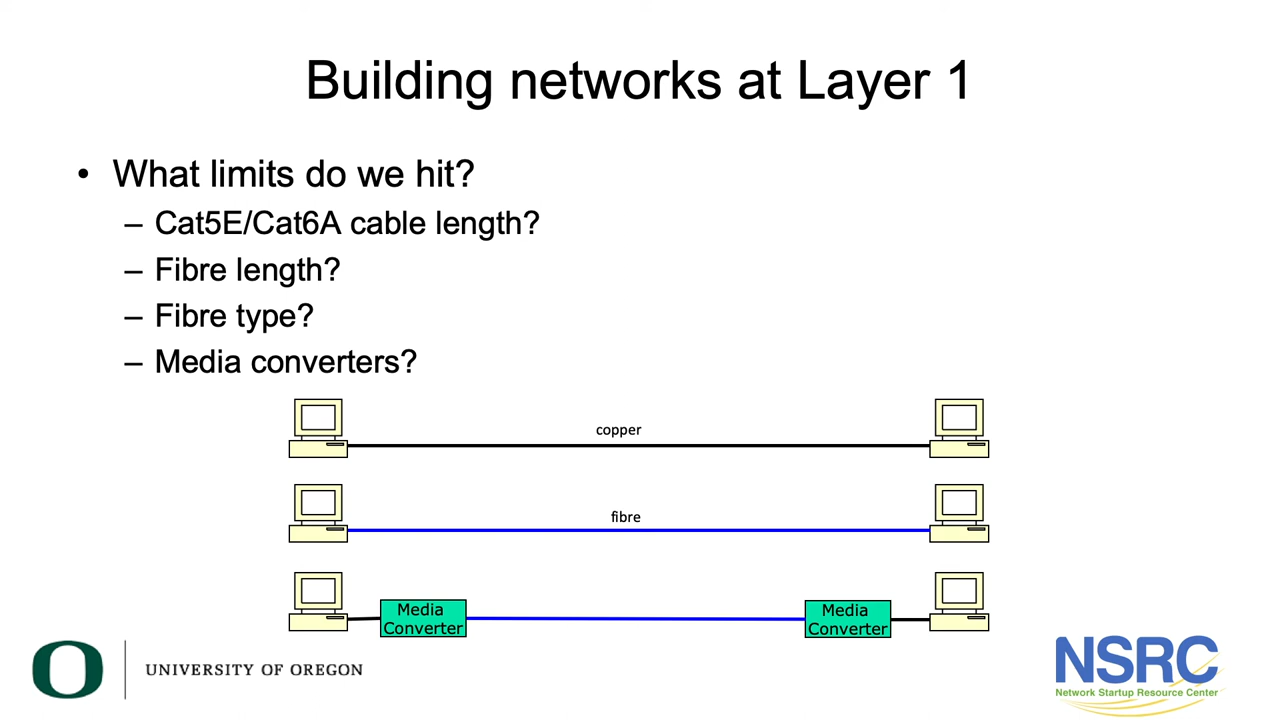 Building networks at Layer 1
• What limits do we hit?
– Cat5E/Cat6A cable length?
– Fibre length?
– Fibre type?
– Media converters?
copper
fibre
Media
Converter
Media
Converter
UNIVERSITY OF OREGON
NSRC
Network Startup Resource Center